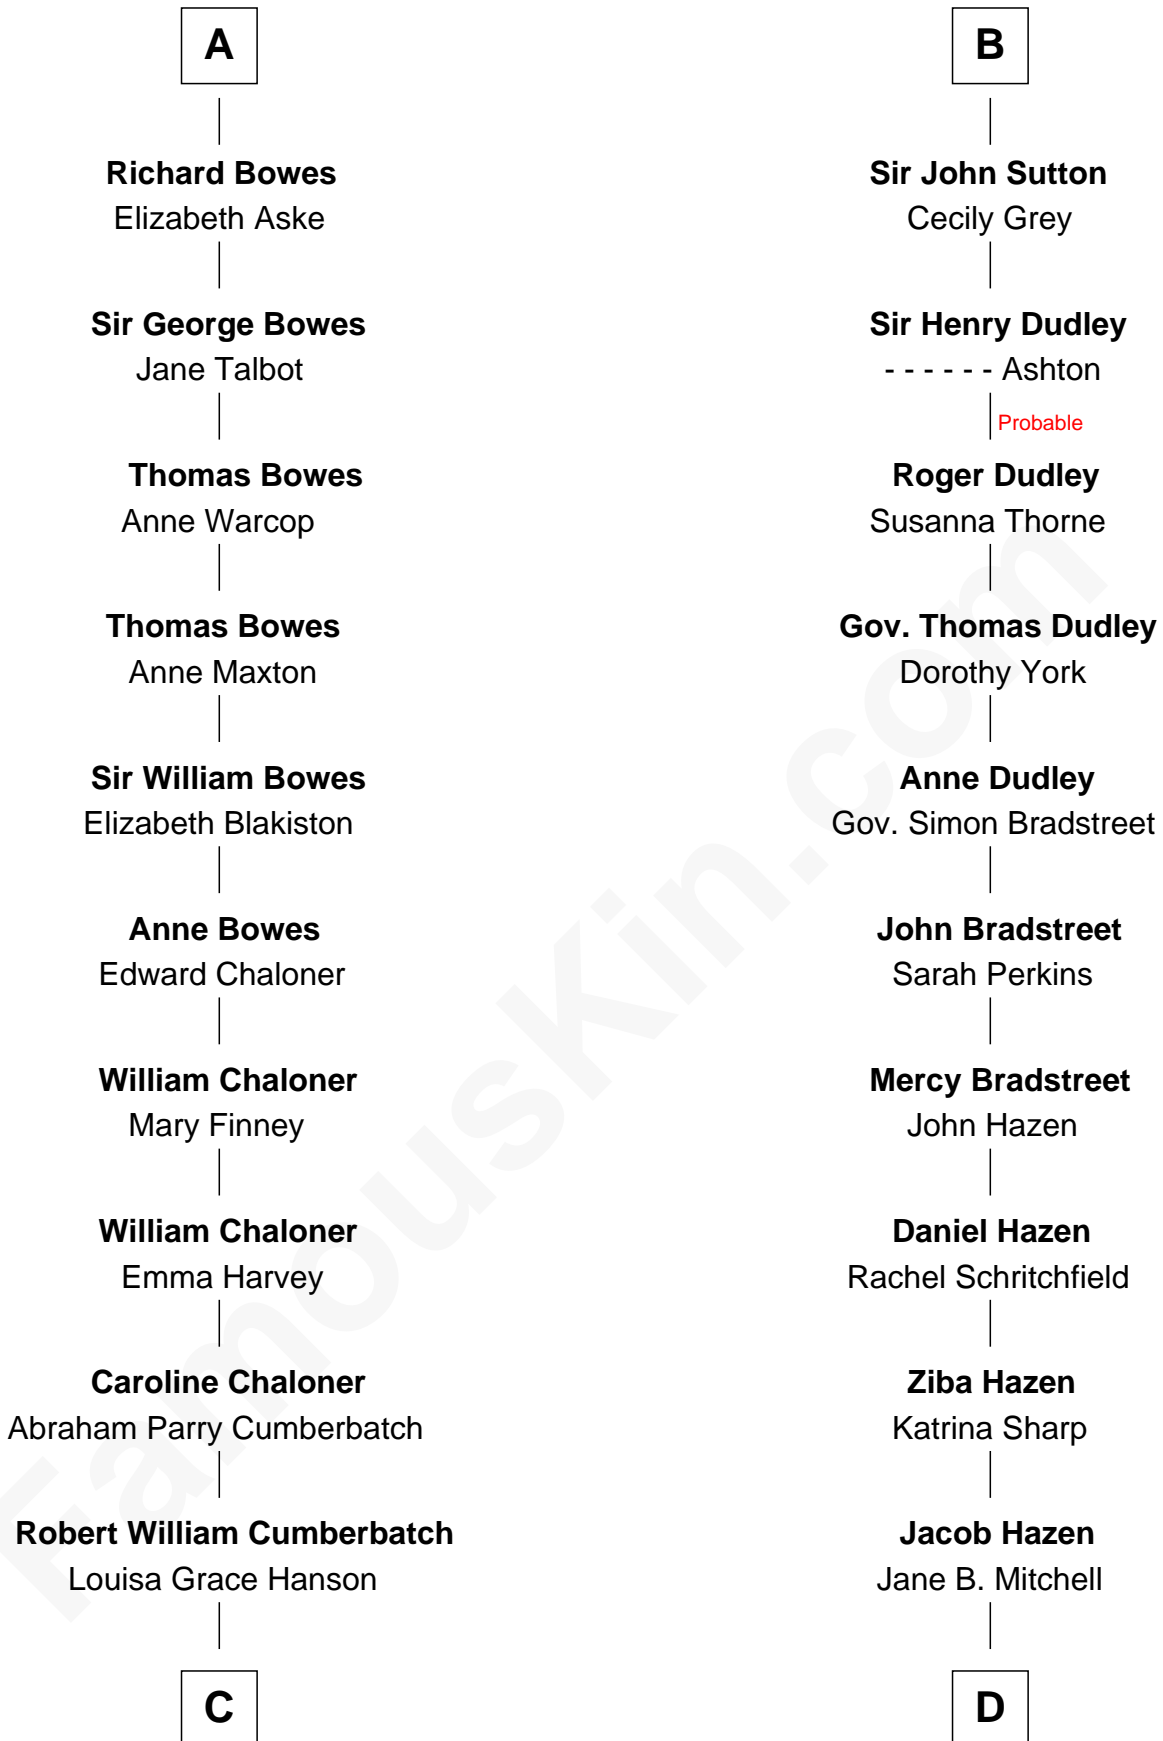 A
Richard Bowes
Elizabeth Aske
Sir George Bowes
Jane Talbot
Thomas Bowes
Anne Warcop
Thomas Bowes
Anne Maxton
Sir William Bowes
Elizabeth Blakiston
Anne Bowes
Edward Chaloner
William Chaloner
Mary Finney
William Chaloner
Emma Harvey
Caroline Chaloner
Abraham Parry Cumberbatch
Robert William Cumberbatch
Louisa Grace Hanson
C
B
Sir John Sutton
Cecily Grey
Sir Henry Dudley
- - - - - - Ashton
Probable
Roger Dudley
Susanna Thorne
Gov. Thomas Dudley
Dorothy York
Anne Dudley
Gov. Simon Bradstreet
John Bradstreet
Sarah Perkins
Mercy Bradstreet
John Hazen
Daniel Hazen
Rachel Schritchfield
Ziba Hazen
Katrina Sharp
Jacob Hazen
Jane B. Mitchell
D
FamousKin.com